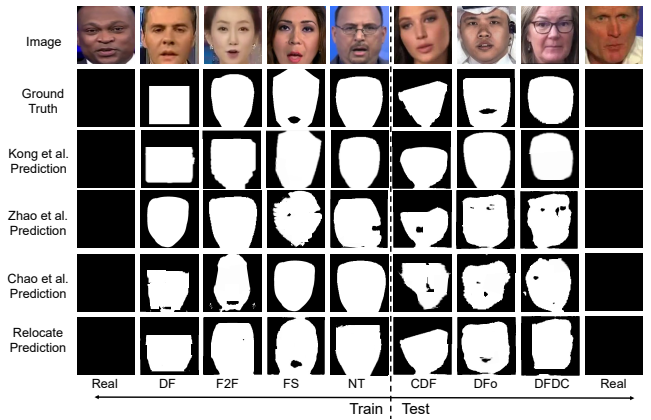 Image
Ground
Truth
Kong et al.
Prediction
Zhao et al.
Prediction
Chao et al.
Prediction
Relocate
Prediction
Real DF F2F FS NT CDF DFo DFDC Real
Train Test